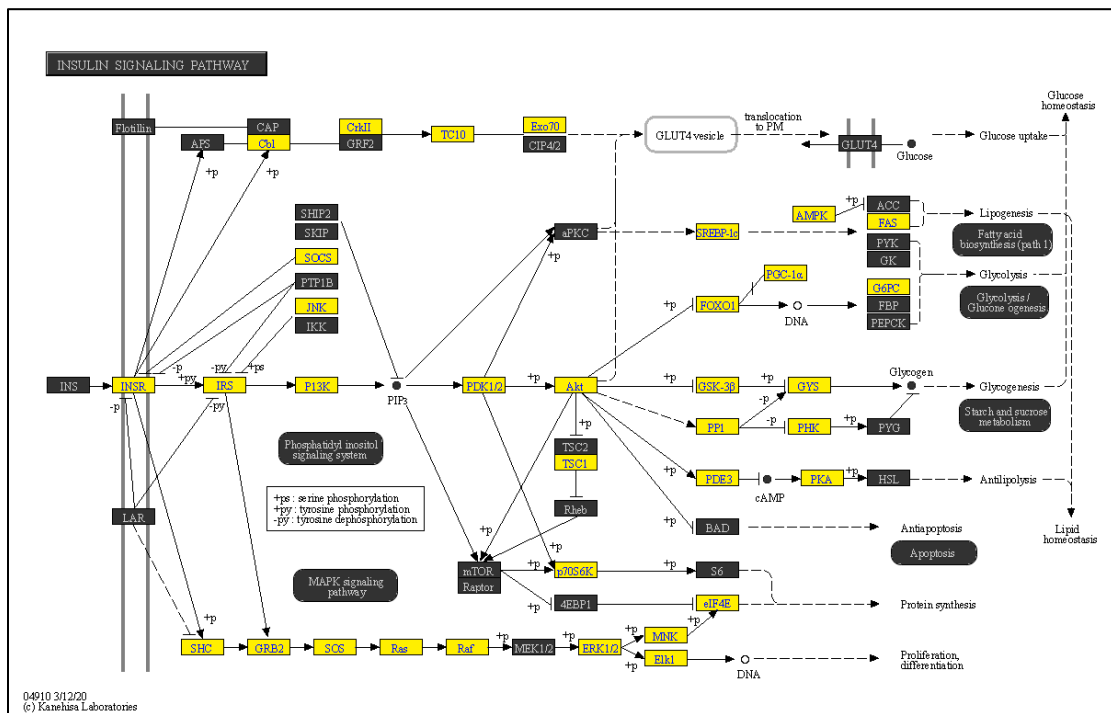 INSULIN SIGNALING PATHWAY
Glucose
homeostasis
Flotillin
CAP
CrkII
TC10
Exo70
GLUT4 vesicle
translocation
to PM
GLUT4
Glucose
Glucose uptake
APS
Cbl
GRF2
CIP4/2
+p
+p
SHIP2
SKIP
SOCS
PTP1B
JNK
IKK
aPKC
+p
SREBP-1c
AMPK
+p
ACC
FAS
PYK
GK
Lipogenesis
Fatty acid
biosynthesis (path 1)
PGC-1α
+p
FOXO1
DNA
G6PC
FBP
PEPCK
Glycolysis
Glycolysis /
Glucone ogenesis
INS
INSR
-p
+py
-py
+ps
IRS
P13K
PIP3
PDK1/2
+p
Akt
+p
GSK-3β
+p
GYS
Glycogen
Glycogenesis
-p
-py
-p
PP1
-p
PHK
+p
PYG
Starch and sucrose
metabolism
Phosphatidyl inositol
signaling system
+p
TSC2
TSC1
+p
PDE3
cAMP
PKA
+p
HSL
Antilipolysis
+ps : serine phosphorylation
+py : tyrosine phosphorylation
-py : tyrosine dephosphorylation
LAR
Rheb
+p
BAD
Antiapoptosis
Apoptosis
Lipid
homeostasis
+p
+p
MAPK signaling
pathway
mTOR
Raptor
+p
p70S6K
+p
S6
+p
4EBP1
eIF4E
Protein synthesis
+p
SHC
GRB2
SOS
Ras
Raf
+p
MEK1/2
+p
ERK1/2
+p
MNK
+p
+p
Elk1
DNA
Proliferation,
differentiation
04910 3/12/20
(c) Kanehisa Laboratories